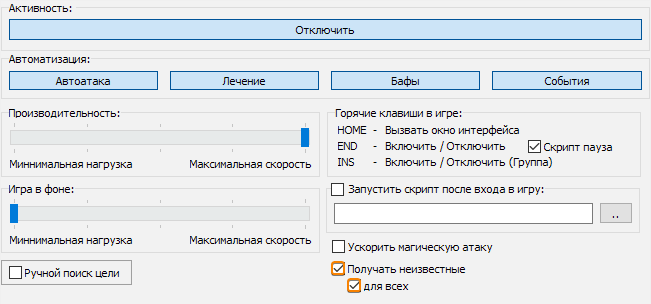 Активность:
Отключить
Автоматизация:
Автоатака Лечение Бафы События
Производительность:
Миннимальная нагрузка Максимальная скорость
Горячие клавиши в игре:
HOME - Вызвать окно интерфейса
END - Включить / Отключить Скрипт пауза
INS - Включить / Отключить (Группа)
Игра в фоне:
Миннимальная нагрузка Максимальная скорость
Запустить скрипт после входа в игру:
..
Ускорить магическую атаку
Ручной поиск цели
Получать неизвестные
для всех